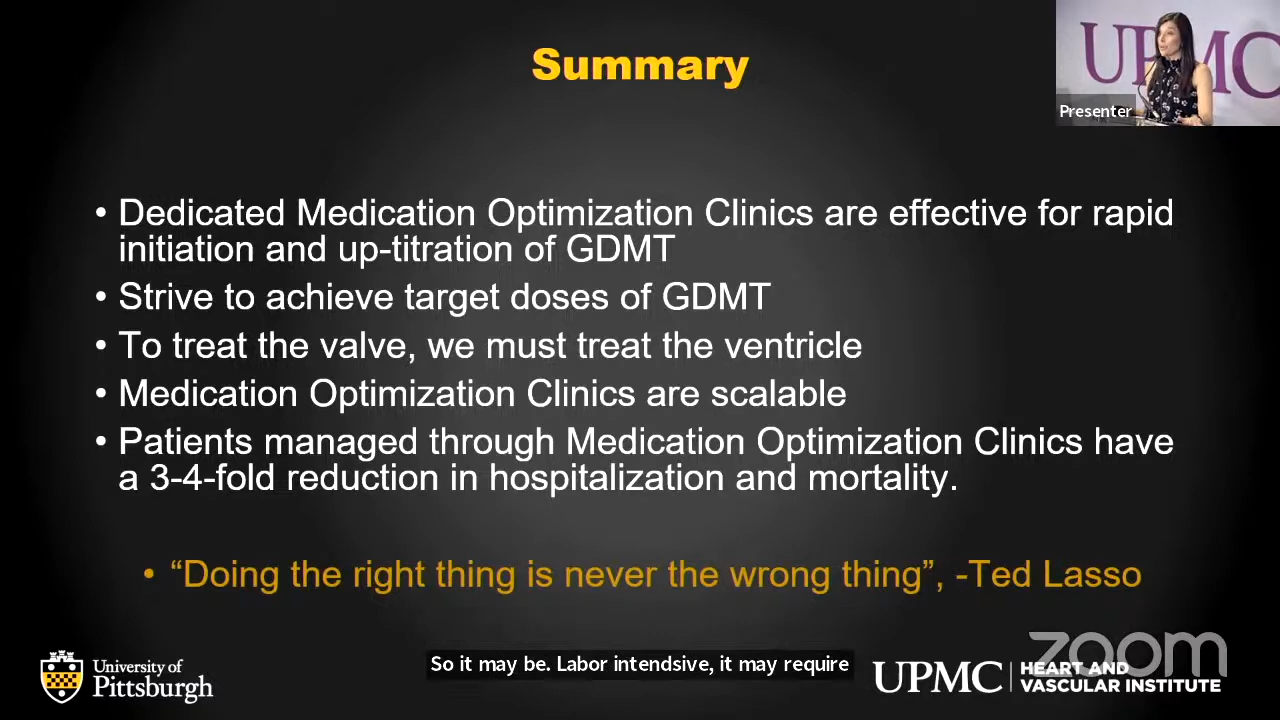 Summary
UPMC
Presenter
• Dedicated Medication Optimization Clinics are effective for rapid
initiation and up-titration of GDMT
• Strive to achieve target doses of GDMT
• To treat the valve, we must treat the ventricle
• Medication Optimization Clinics are scalable
• Patients managed through Medication Optimization Clinics have
a 3-4-fold reduction in hospitalization and mortality.
• “Doing the right thing is never the wrong thing”, -Ted Lasso
University of
Pittsburgh
So it may be. Labor intendsive, it may require
zoom
UPMC
HEART AND
VASCULAR INSTITUTE